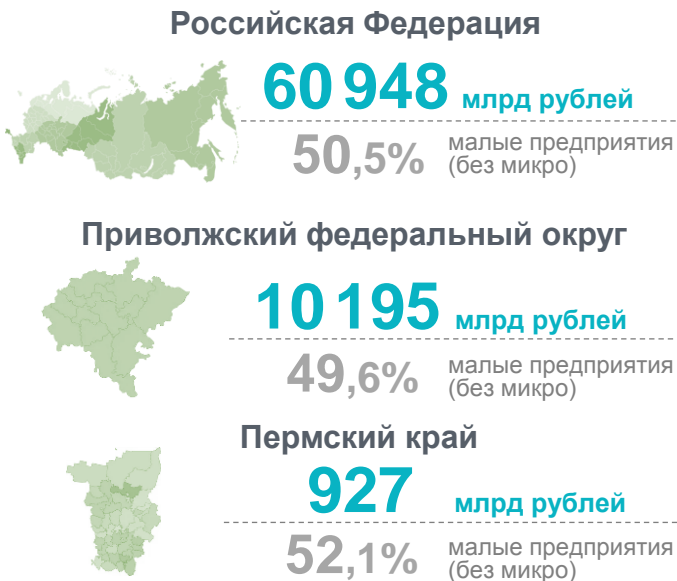 Российская Федерация
60 948 млрд рублей
50,5% малые предприятия
(без микро)
Приволжский федеральный округ
10 195 млрд рублей
49,6% малые предприятия
(без микро)
Пермский край
927 млрд рублей
52,1% малые предприятия
(без микро)